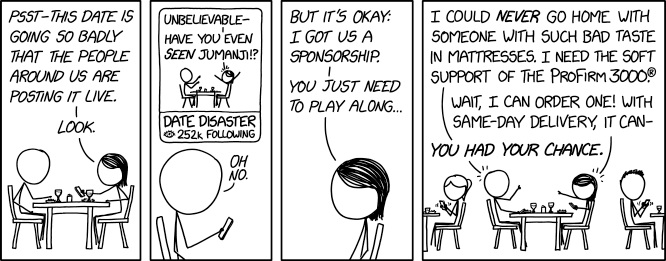 PSST–THIS DATE IS
GOING SO BADLY
THAT THE PEOPLE
AROUND US ARE
POSTING IT LIVE.
LOOK.
UNBELIEVABLE–
HAVE YOU EVEN
SEEN JUMANJI!?
DATE DISASTER
252K FOLLOWING
OH
NO.
BUT IT'S OKAY:
I GOT US A
SPONSORSHIP.
YOU JUST NEED
TO PLAY ALONG...
I COULD NEVER GO HOME WITH
SOMEONE WITH SUCH BAD TASTE
IN MATTRESSES. I NEED THE SOFT
SUPPORT OF THE PROFIRM 3000.®
WAIT, I CAN ORDER ONE! WITH
SAME-DAY DELIVERY, IT CAN–
YOU HAD YOUR CHANCE.